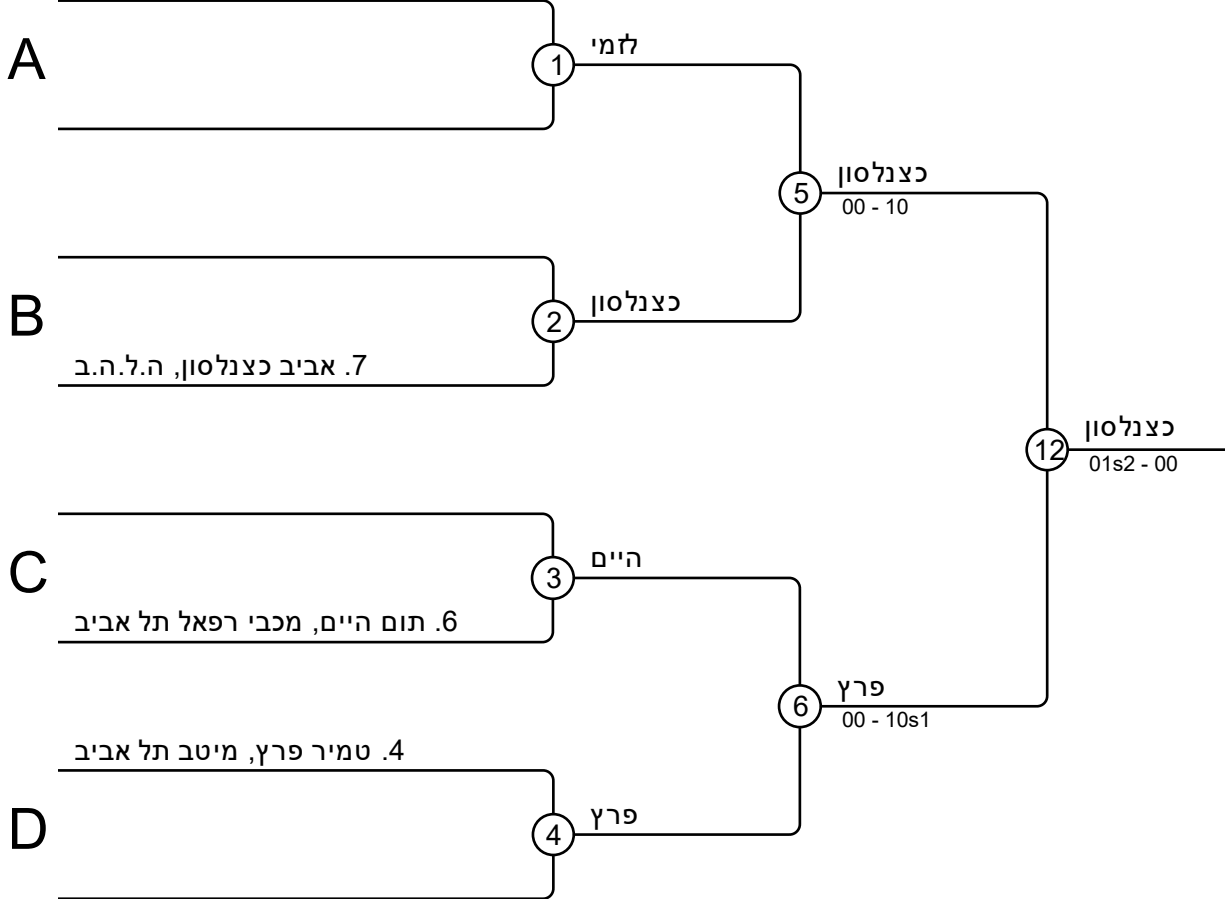 A
1
לזמי
5
כצנלסון
00 - 10
B
2
כצנלסון
7. אביב כצנלסון, ה.ל.ה.ב
12
כצנלסון
01s2 - 00
C
3
היים
6. תום היים, מכבי רפאל תל אביב
6
פרץ
00 - 10s1
4. טמיר פרץ, מיטב תל אביב
D
4
פרץ